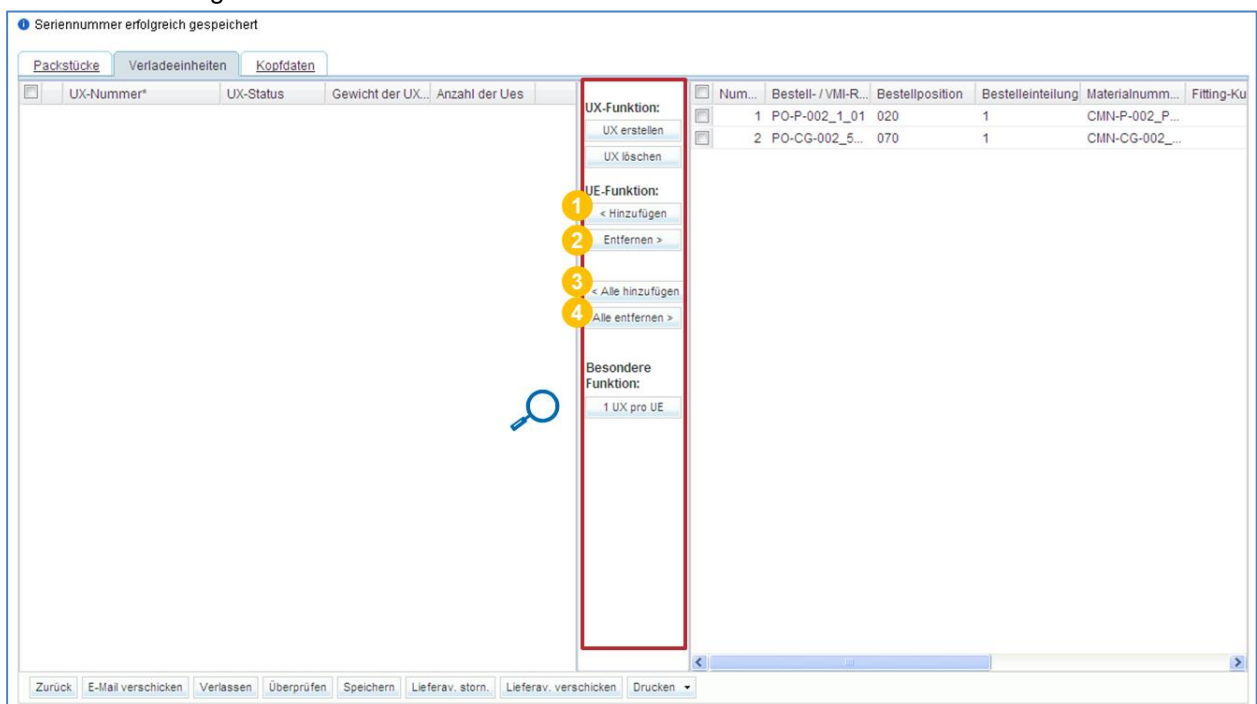 Seriennummer erfolgreich gespeichert
Packstücke Verladeeinheiten Kopfdaten
UX-Nummer* UX-Status Gewicht der UX... Anzahl der Ues
UX-Funktion:
UX erstellen
UX löschen
UE-Funktion:
1 < Hinzufügen
2 Entfernen >
3 < Alle hinzufügen
4 Alle entfernen >
Besondere
Funktion:
1 UX pro UE
Num... Bestell- / VMI-R... Bestellposition Bestelleinteilung Materialnumm... Fitting-Ku
1 PO-P-002_1_01 020 1 CMN-P-002_P...
2 PO-CG-002_5... 070 1 CMN-CG-002_...
Zurück E-Mail verschicken Verlassen Überprüfen Speichern Lieferav. storn. Lieferav. verschicken Drucken